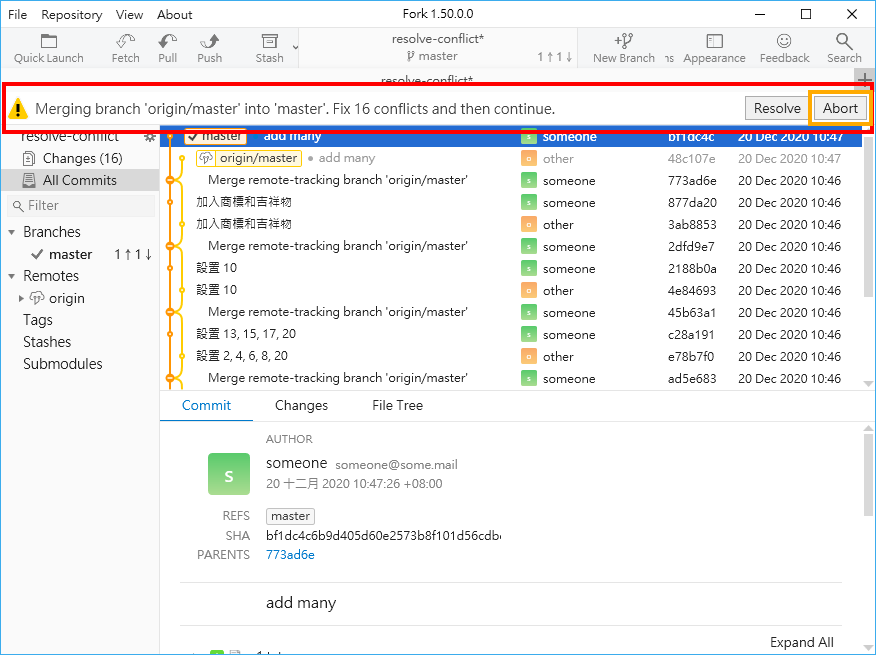 File Repository View About Fork 1.50.0.0
Quick Launch Fetch Pull Push Stash resolve-conflict* master 1↑1↓ New Branch Appearance Feedback Search
resolve-conflict*
Merging branch 'origin/master' into 'master'. Fix 16 conflicts and then continue. Resolve Abort
resolve-conflict
Changes (16)
All Commits
Filter
Branches
master 1↑1↓
Remotes
origin
Tags
Stashes
Submodules
master add many s someone bf1dc4c 20 Dec 2020 10:47
origin/master add many o other 48c107e 20 Dec 2020 10:47
Merge remote-tracking branch 'origin/master' s someone 773ad6e 20 Dec 2020 10:46
加入商標和吉祥物 s someone 877da20 20 Dec 2020 10:46
加入商標和吉祥物 o other 3ab8853 20 Dec 2020 10:46
Merge remote-tracking branch 'origin/master' s someone 2dfd9e7 20 Dec 2020 10:46
設置 10 s someone 2188b0a 20 Dec 2020 10:46
設置 10 o other 4e84693 20 Dec 2020 10:46
Merge remote-tracking branch 'origin/master' s someone 45b63a1 20 Dec 2020 10:46
設置 13, 15, 17, 20 s someone c28a191 20 Dec 2020 10:46
設置 2, 4, 6, 8, 20 o other e78b7f0 20 Dec 2020 10:46
Merge remote-tracking branch 'origin/master' s someone ad5e683 20 Dec 2020 10:46
Commit Changes File Tree
AUTHOR
s someone someone@some.mail
20 十二月 2020 10:47:26 +08:00
REFS master
SHA bf1dc4c6b9d405d60e2573b8f101d56cdb
PARENTS 773ad6e
add many
Expand All